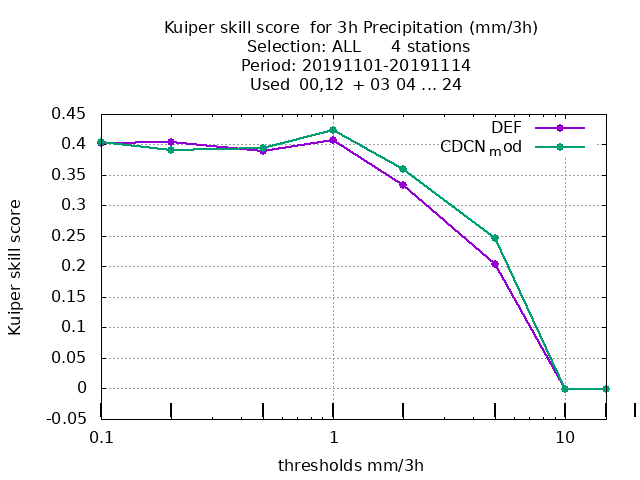 Kuiper skill score  for 3h Precipitation (mm/3h)
Selection: ALL      4 stations
Period: 20191101-20191114
Used  00,12  + 03 04 ... 24
0.45
0.4
0.35
0.3
0.25
0.2
0.15
0.1
0.05
0
-0.05
Kuiper skill score
DEF
CDCNmod
0.1
1
10
thresholds mm/3h